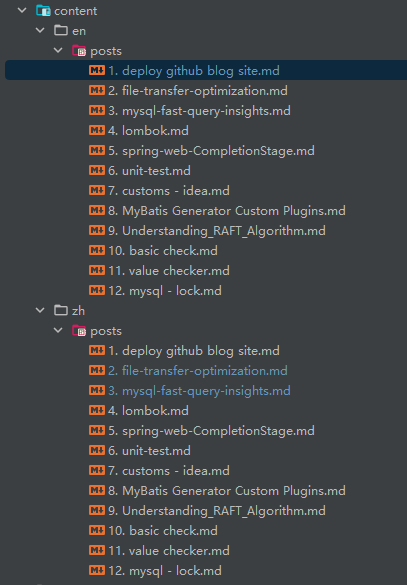 content
en
posts
1. deploy github blog site.md
2. file-transfer-optimization.md
3. mysql-fast-query-insights.md
4. lombok.md
5. spring-web-CompletionStage.md
6. unit-test.md
7. customs - idea.md
8. MyBatis Generator Custom Plugins.md
9. Understanding_RAFT_Algorithm.md
10. basic check.md
11. value checker.md
12. mysql - lock.md
zh
posts
1. deploy github blog site.md
2. file-transfer-optimization.md
3. mysql-fast-query-insights.md
4. lombok.md
5. spring-web-CompletionStage.md
6. unit-test.md
7. customs - idea.md
8. MyBatis Generator Custom Plugins.md
9. Understanding_RAFT_Algorithm.md
10. basic check.md
11. value checker.md
12. mysql - lock.md